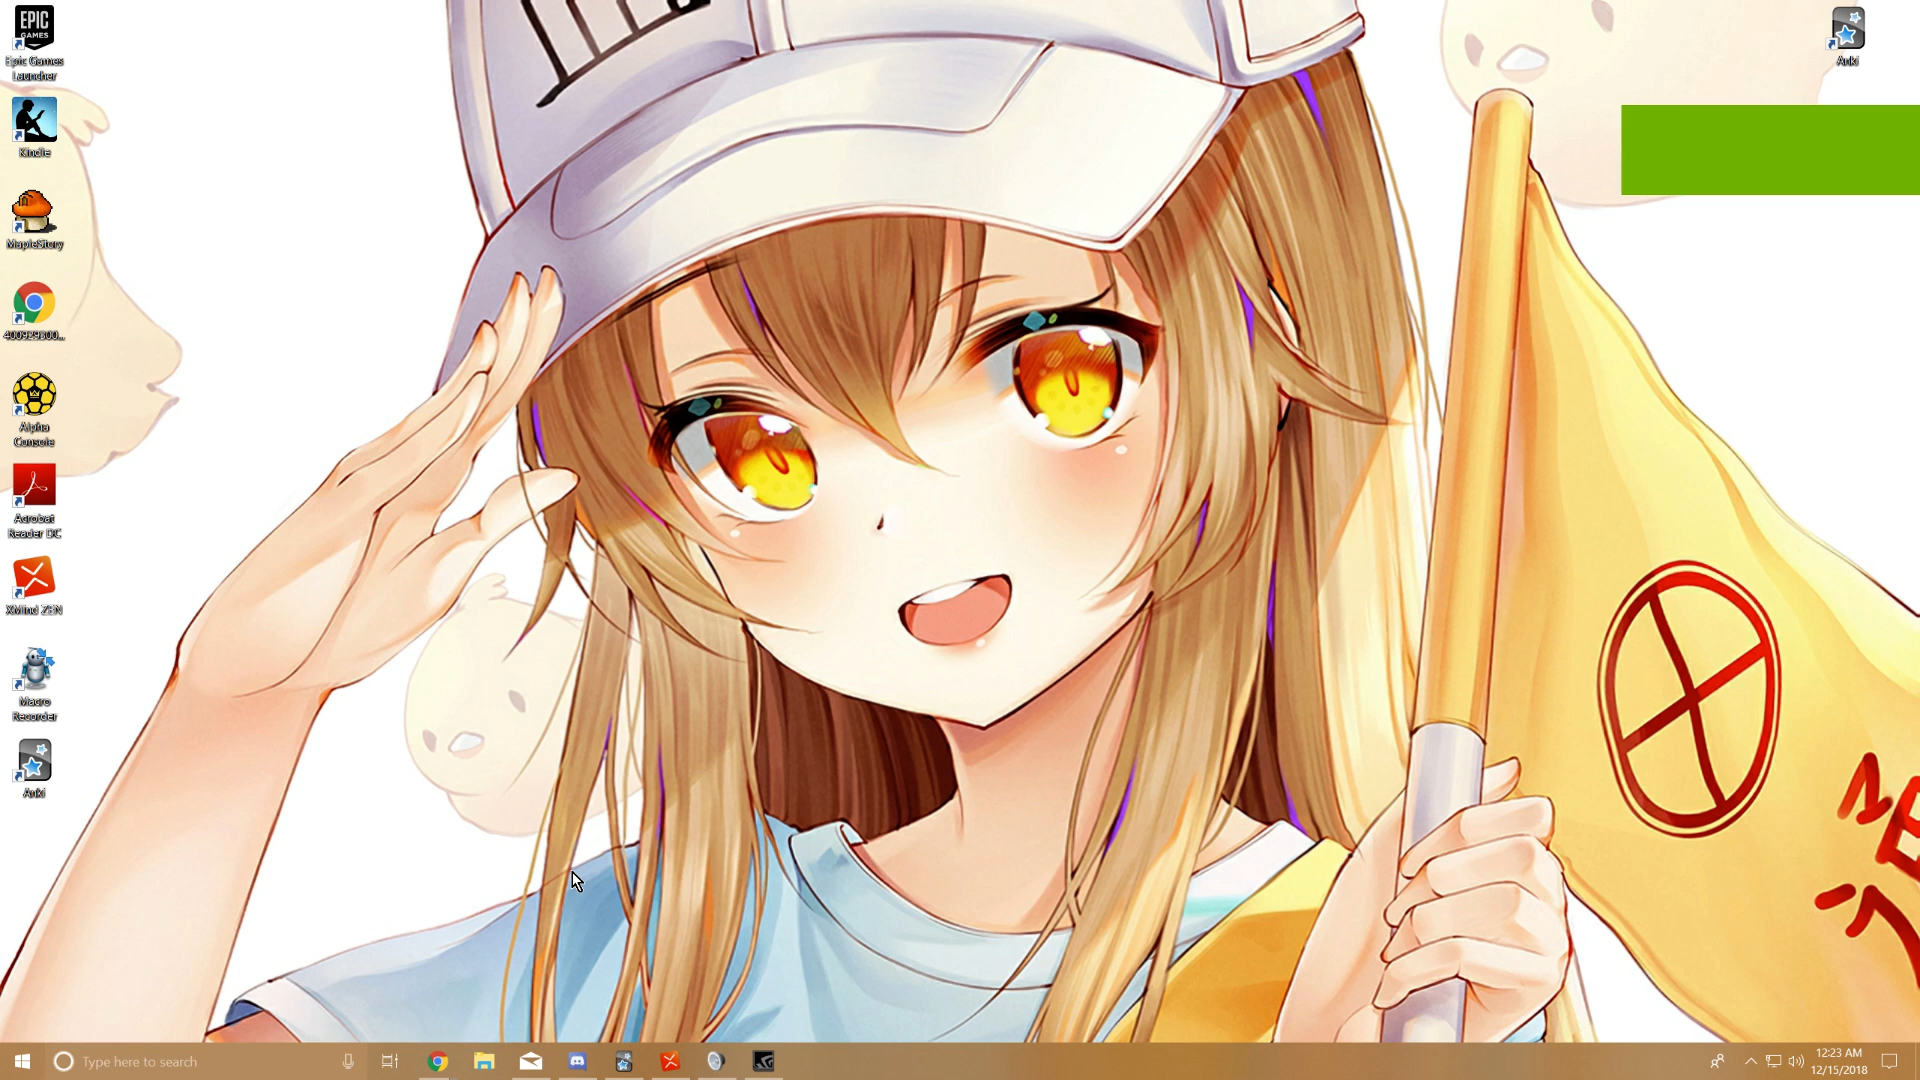 EPIC
GAMES
Epic Games
Launcher
Kindle
MapleStory
400929300...
Alpha
Console
Acrobat
Reader DC
XMind ZEN
Macro
Recorder
Anki
Anki
Type here to search
12:23 AM
12/15/2018